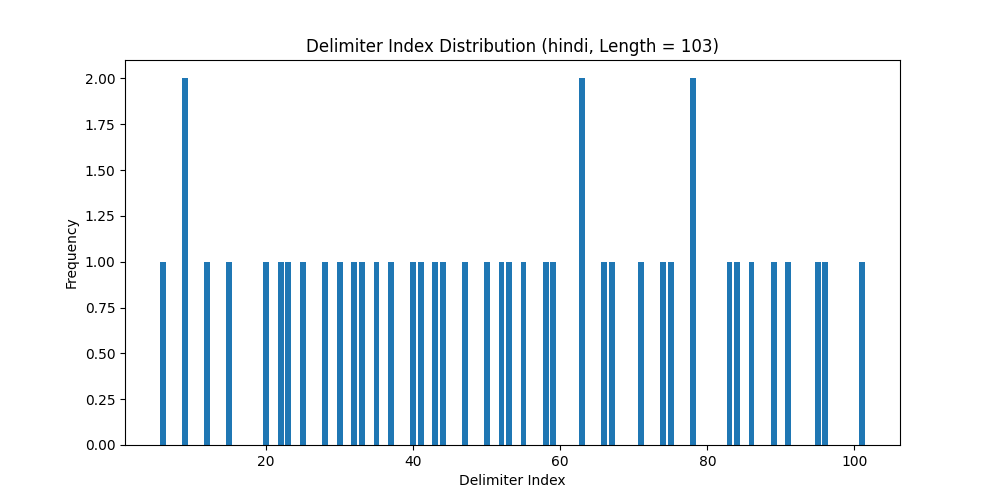 Delimiter Index Distribution (hindi, Length = 103)
2.00
1.75
1.50
1.25
1.00
0.75
0.50
0.25
0.00
Frequency
20 40 60 80 100
Delimiter Index